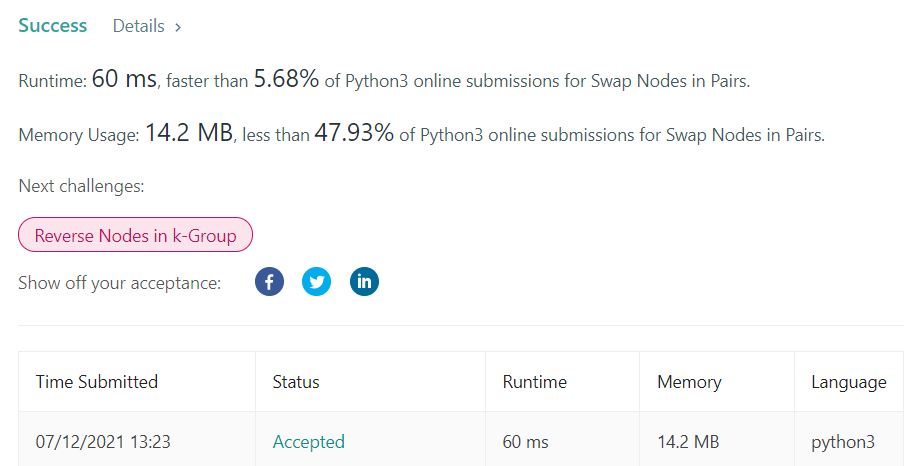 Success Details >
Runtime: 60 ms, faster than 5.68% of Python3 online submissions for Swap Nodes in Pairs.
Memory Usage: 14.2 MB, less than 47.93% of Python3 online submissions for Swap Nodes in Pairs.
Next challenges:
Reverse Nodes in k-Group
Show off your acceptance:
Time Submitted Status Runtime Memory Language
07/12/2021 13:23 Accepted 60 ms 14.2 MB python3